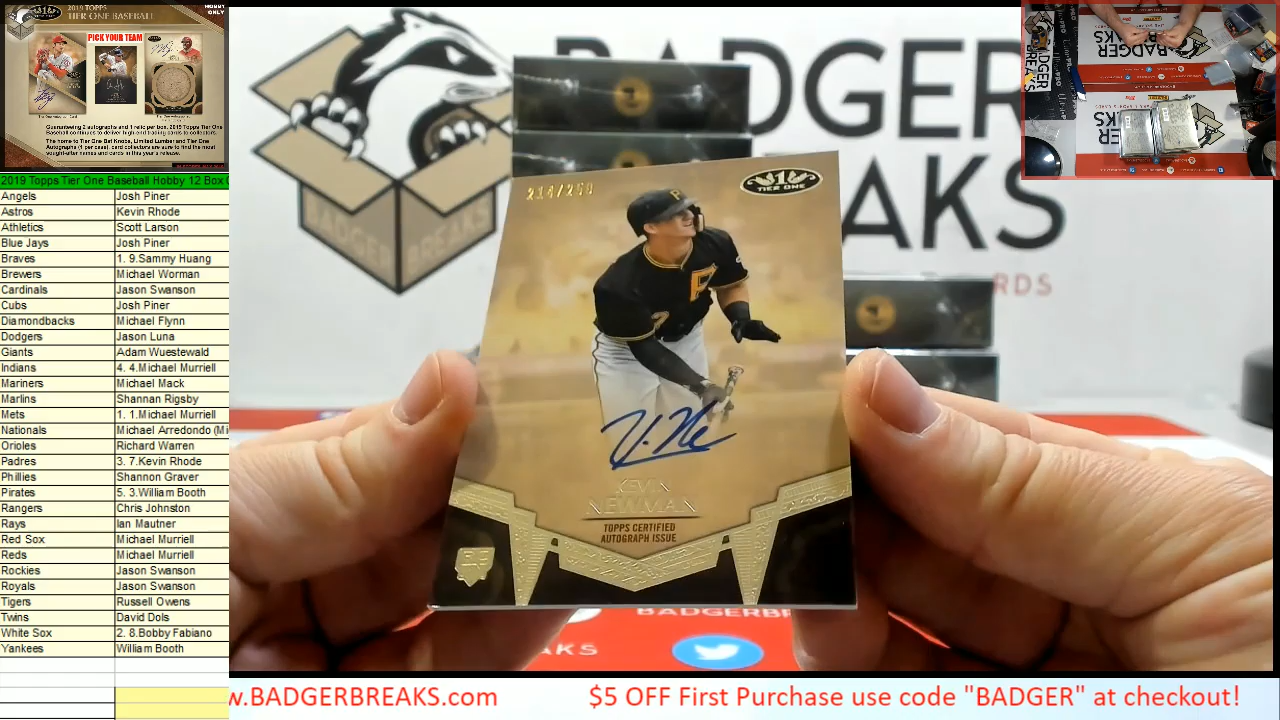 2019 TOPPS
TIER ONE BASEBALL
HOBBY
ONLY
PICK YOUR TEAM
2019 Topps Tier One Baseball Hobby 12 Box
Angels Josh Piner
Astros Kevin Rhode
Athletics Scott Larson
Blue Jays Josh Piner
Braves 1. 9.Sammy Huang
Brewers Michael Worman
Cardinals Jason Swanson
Cubs Josh Piner
Diamondbacks Michael Flynn
Dodgers Jason Luna
Giants Adam Wuestewald
Indians 4. 4.Michael Murriell
Mariners Michael Mack
Marlins Shannan Rigsby
Mets 1. 1.Michael Murriell
Nationals Michael Arredondo (Mi
Orioles Richard Warren
Padres 3. 7.Kevin Rhode
Phillies Shannon Graver
Pirates 5. 3.William Booth
Rangers Chris Johnston
Rays Ian Mautner
Red Sox Michael Murriell
Reds Michael Murriell
Rockies Jason Swanson
Royals Jason Swanson
Tigers Russell Owens
Twins David Dols
White Sox 2. 8.Bobby Fabiano
Yankees William Booth
BADGER
BREAKS
BADGER
RDS
1
TIER ONE
P
KEVIN
NEWMAN
TOPPS CERTIFIED
AUTOGRAPH ISSUE
BADGERBR
AKS
w.BADGERBREAKS.com $5 OFF First Purchase use code "BADGER" at checkout!